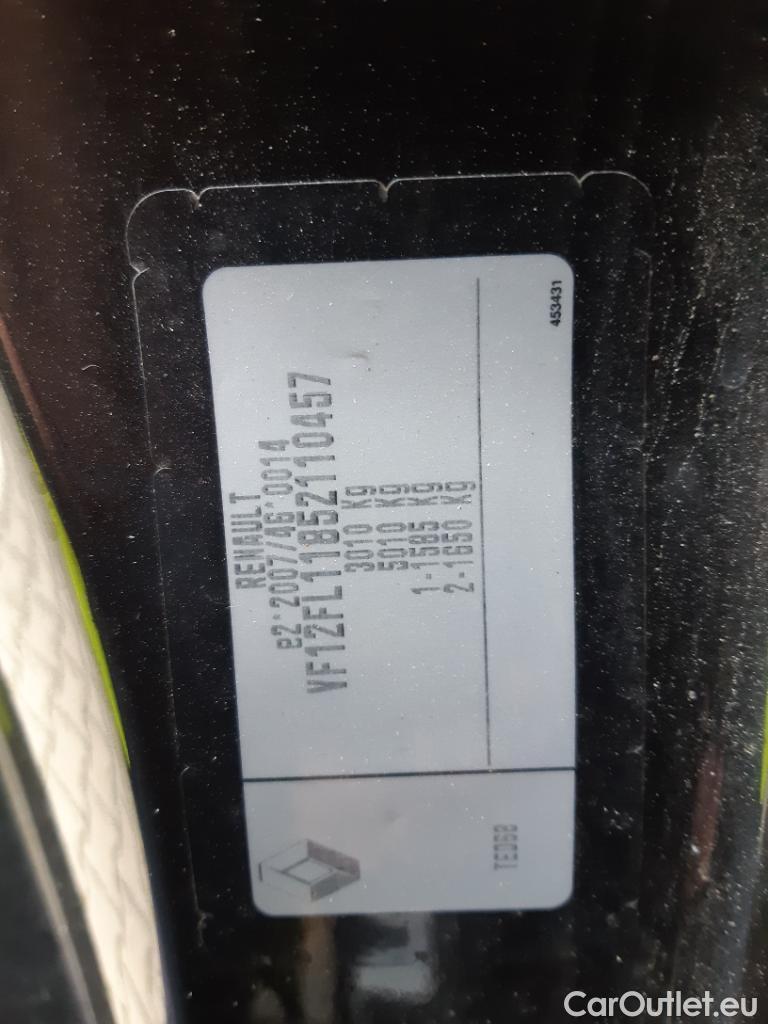 RENAULT
e2*2007/46*0014
VF12FL11852110457
3010 Kg
5010 Kg
1-1585 Kg
2-1650 Kg
453431
CarOutlet.eu